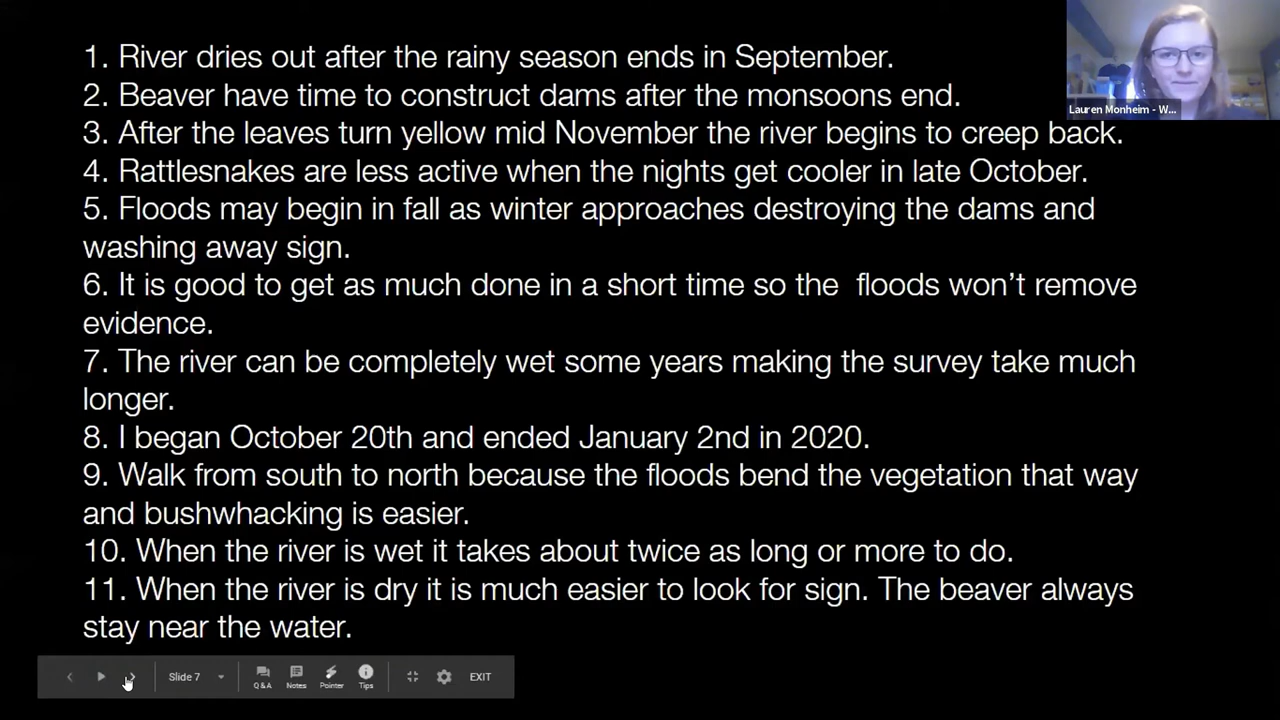 1. River dries out after the rainy season ends in September.
2. Beaver have time to construct dams after the monsoons end.
Lauren Monheim - W...
3. After the leaves turn yellow mid November the river begins to creep back.
4. Rattlesnakes are less active when the nights get cooler in late October.
5. Floods may begin in fall as winter approaches destroying the dams and
washing away sign.
6. It is good to get as much done in a short time so the  floods won’t remove
evidence.
7. The river can be completely wet some years making the survey take much
longer.
8. I began October 20th and ended January 2nd in 2020.
9. Walk from south to north because the floods bend the vegetation that way
and bushwhacking is easier.
10. When the river is wet it takes about twice as long or more to do.
11. When the river is dry it is much easier to look for sign. The beaver always
stay near the water.
Slide 7
Q&A
Notes
Pointer
Tips
EXIT